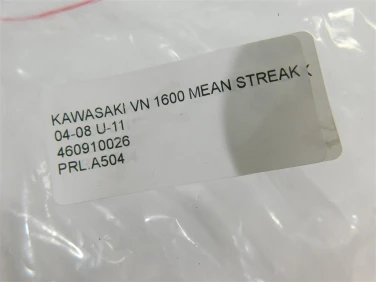 KAWASAKI VN 1600 MEAN STREAK
04-08 U-11
460910026
PRL.A504